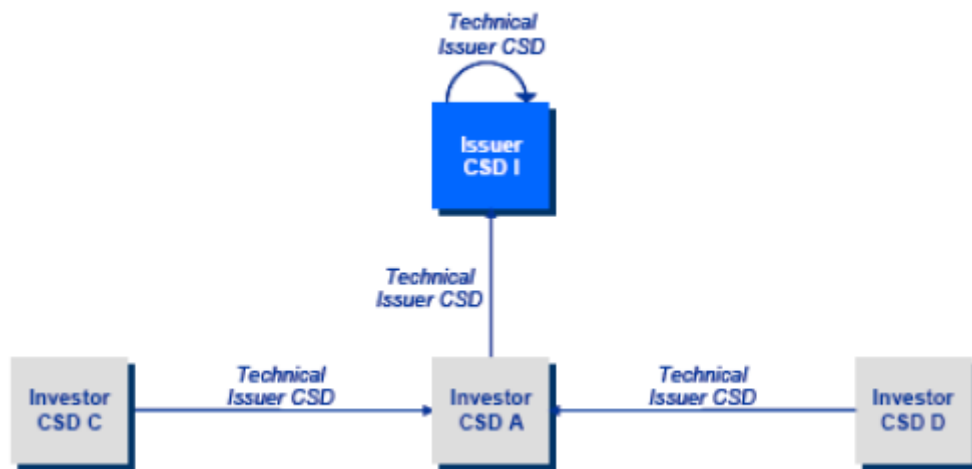 Technical
Issuer CSD
Issuer
CSD I
Technical
Issuer CSD
Investor
CSD C
Technical
Issuer CSD
Investor
CSD A
Technical
Issuer CSD
Investor
CSD D